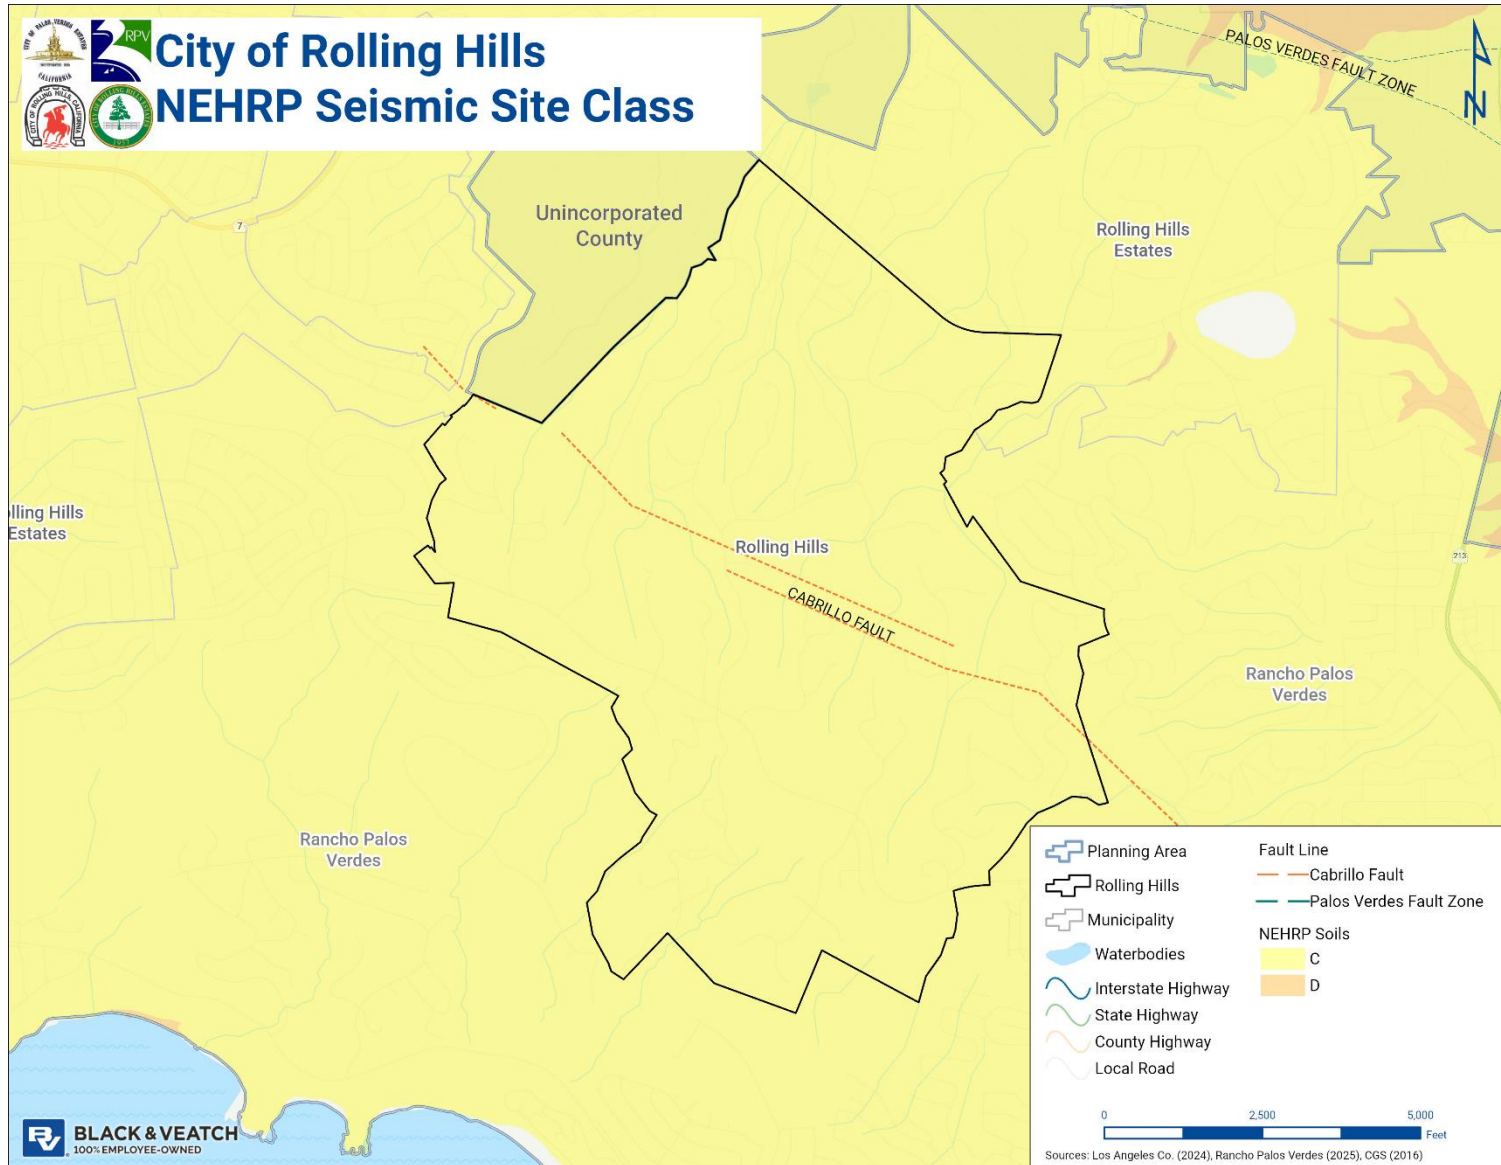 City of Rolling Hills
NEHRP Seismic Site Class
RPV
CALIFORNIA
1957
PALOS VERDES FAULT ZONE
N
Unincorporated
County
Rolling Hills
Estates
7
lling Hills
Estates
Rolling Hills
CABRILLO FAULT
213
Rancho Palos
Verdes
Rancho Palos
Verdes
Planning Area
Rolling Hills
Municipality
Waterbodies
Interstate Highway
State Highway
County Highway
Local Road
Fault Line
Cabrillo Fault
Palos Verdes Fault Zone
NEHRP Soils
C
D
0 2,500 5,000
Feet
Sources: Los Angeles Co. (2024), Rancho Palos Verdes (2025), CGS (2016)
BV
BLACK & VEATCH
100% EMPLOYEE-OWNED